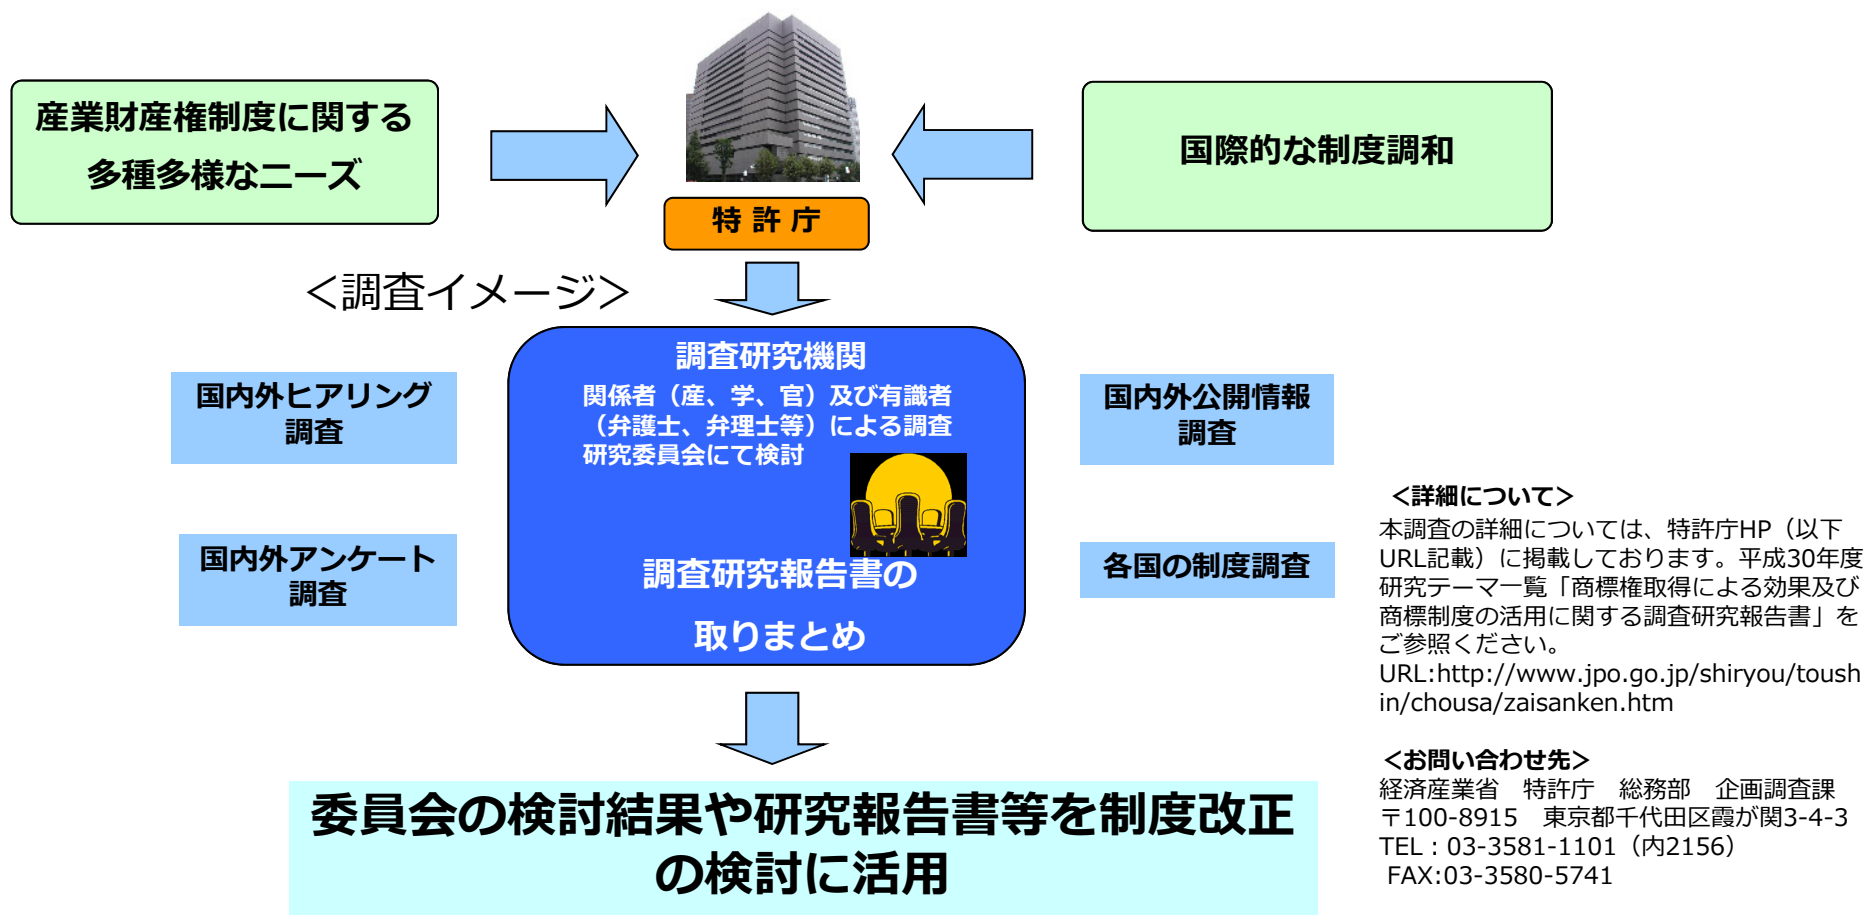 産業財産権制度に関する
多種多様なニーズ
国際的な制度調和
特 許 庁
＜調査イメージ＞
調査研究機関
関係者（産、学、官）及び有識者
（弁護士、弁理士等）による調査
研究委員会にて検討
調査研究報告書の
取りまとめ
国内外ヒアリング
調査
国内外アンケート
調査
国内外公開情報
調査
各国の制度調査
委員会の検討結果や研究報告書等を制度改正
の検討に活用
＜詳細について＞
本調査の詳細については、特許庁HP（以下
URL記載）に掲載しております。平成30年度
研究テーマ一覧「商標権取得による効果及び
商標制度の活用に関する調査研究報告書」を
ご参照ください。
URL:http://www.jpo.go.jp/shiryou/toush
in/chousa/zaisanken.htm
＜お問い合わせ先＞
経済産業省　特許庁　総務部　企画調査課
〒100-8915　東京都千代田区霞が関3-4-3
TEL：03-3581-1101（内2156）
FAX:03-3580-5741